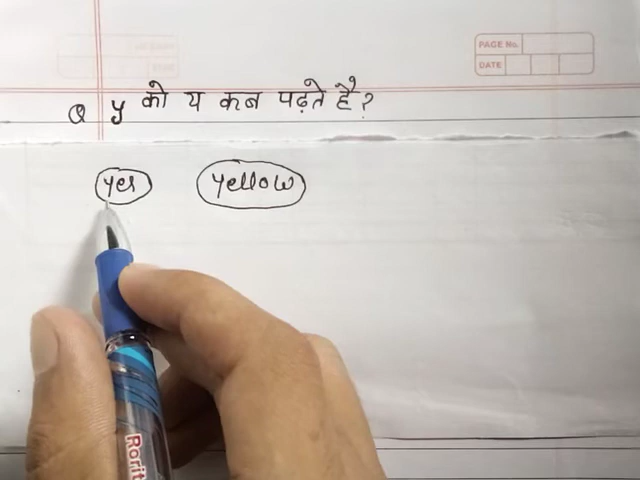 PAGE No.
DATE
Q y को य कब पढ़ते है?
yes yellow
Rorit